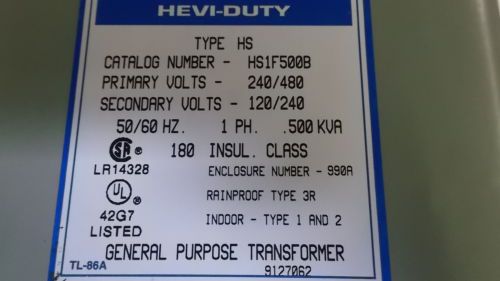 HEVI-DUTY
TYPE HS
CATALOG NUMBER - HS1F500B
PRIMARY VOLTS - 240/480
SECONDARY VOLTS - 120/240
50/60 HZ. 1 PH. .500 KVA
SA ® 180 INSUL. CLASS
LR14328 ENCLOSURE NUMBER - 990A
UL ® RAINPROOF TYPE 3R
42G7 INDOOR - TYPE 1 AND 2
LISTED
GENERAL PURPOSE TRANSFORMER
TL-86A 9127062